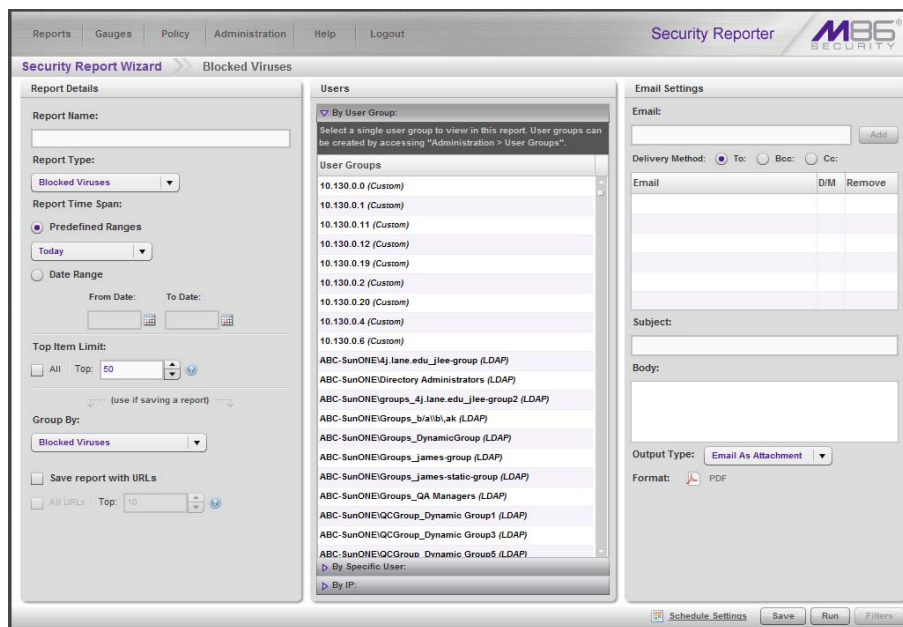 Reports Gauges Policy Administration Help Logout
Security Reporter
M86®
SECURITY
Security Report Wizard Blocked Viruses
Report Details
Report Name:
Report Type:
Blocked Viruses
Report Time Span:
Predefined Ranges
Today
Date Range
From Date: To Date:
Top Item Limit:
All Top: 50
(use if saving a report)
Group By:
Blocked Viruses
Save report with URLs
All URLs Top: 10
Users
By User Group:
Select a single user group to view in this report. User groups can
be created by accessing "Administration > User Groups".
User Groups
10.130.0.0 (Custom)
10.130.0.1 (Custom)
10.130.0.11 (Custom)
10.130.0.12 (Custom)
10.130.0.19 (Custom)
10.130.0.2 (Custom)
10.130.0.20 (Custom)
10.130.0.4 (Custom)
10.130.0.6 (Custom)
ABC-SunONE\4j.lane.edu_jlee-group (LDAP)
ABC-SunONE\Directory Administrators (LDAP)
ABC-SunONE\groups_4j.lane.edu_jlee-group2 (LDAP)
ABC-SunONE\Groups_b/a\\b\,ak (LDAP)
ABC-SunONE\Groups_DynamicGroup (LDAP)
ABC-SunONE\Groups_james-group (LDAP)
ABC-SunONE\Groups_james-static-group (LDAP)
ABC-SunONE\Groups_QA Managers (LDAP)
ABC-SunONE\QCGroup_Dynamic Group1 (LDAP)
ABC-SunONE\QCGroup_Dynamic Group3 (LDAP)
ABC-SunONE\QCGroup_Dynamic Group5 (LDAP)
By Specific User:
By IP:
Email Settings
Email:
Add
Delivery Method: To: Bcc: Cc:
Email D/M Remove
Subject:
Body:
Output Type: Email As Attachment
Format: PDF
Schedule Settings Save Run Filters